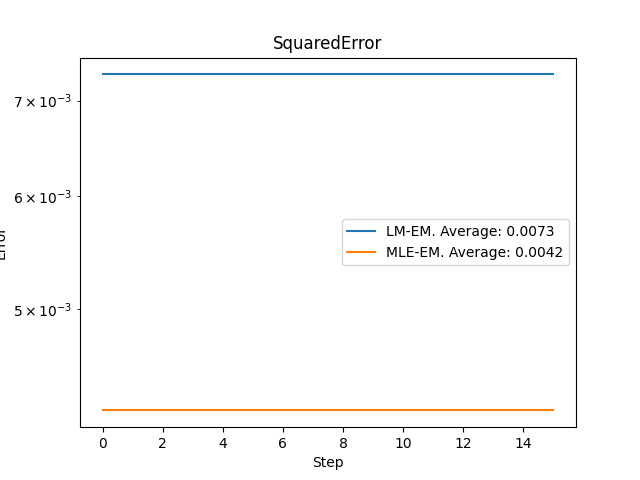 SquaredError
7 × 10⁻³
6 × 10⁻³
5 × 10⁻³
Error
LM-EM. Average: 0.0073
MLE-EM. Average: 0.0042
0 2 4 6 8 10 12 14
Step